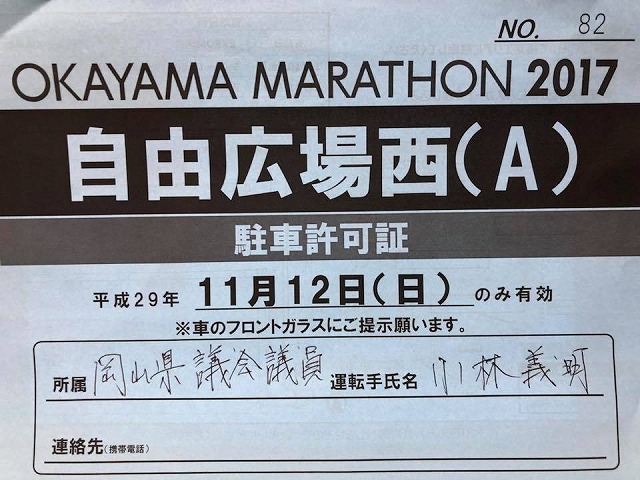 NO. 82
OKAYAMA MARATHON 2017
自由広場西(A)
駐車許可証
平成29年 11月12日(日) のみ有効
※車のフロントガラスにご提示願います。
所属 岡山県議会議員 運転手氏名 小林義明
連絡先(携帯電話)